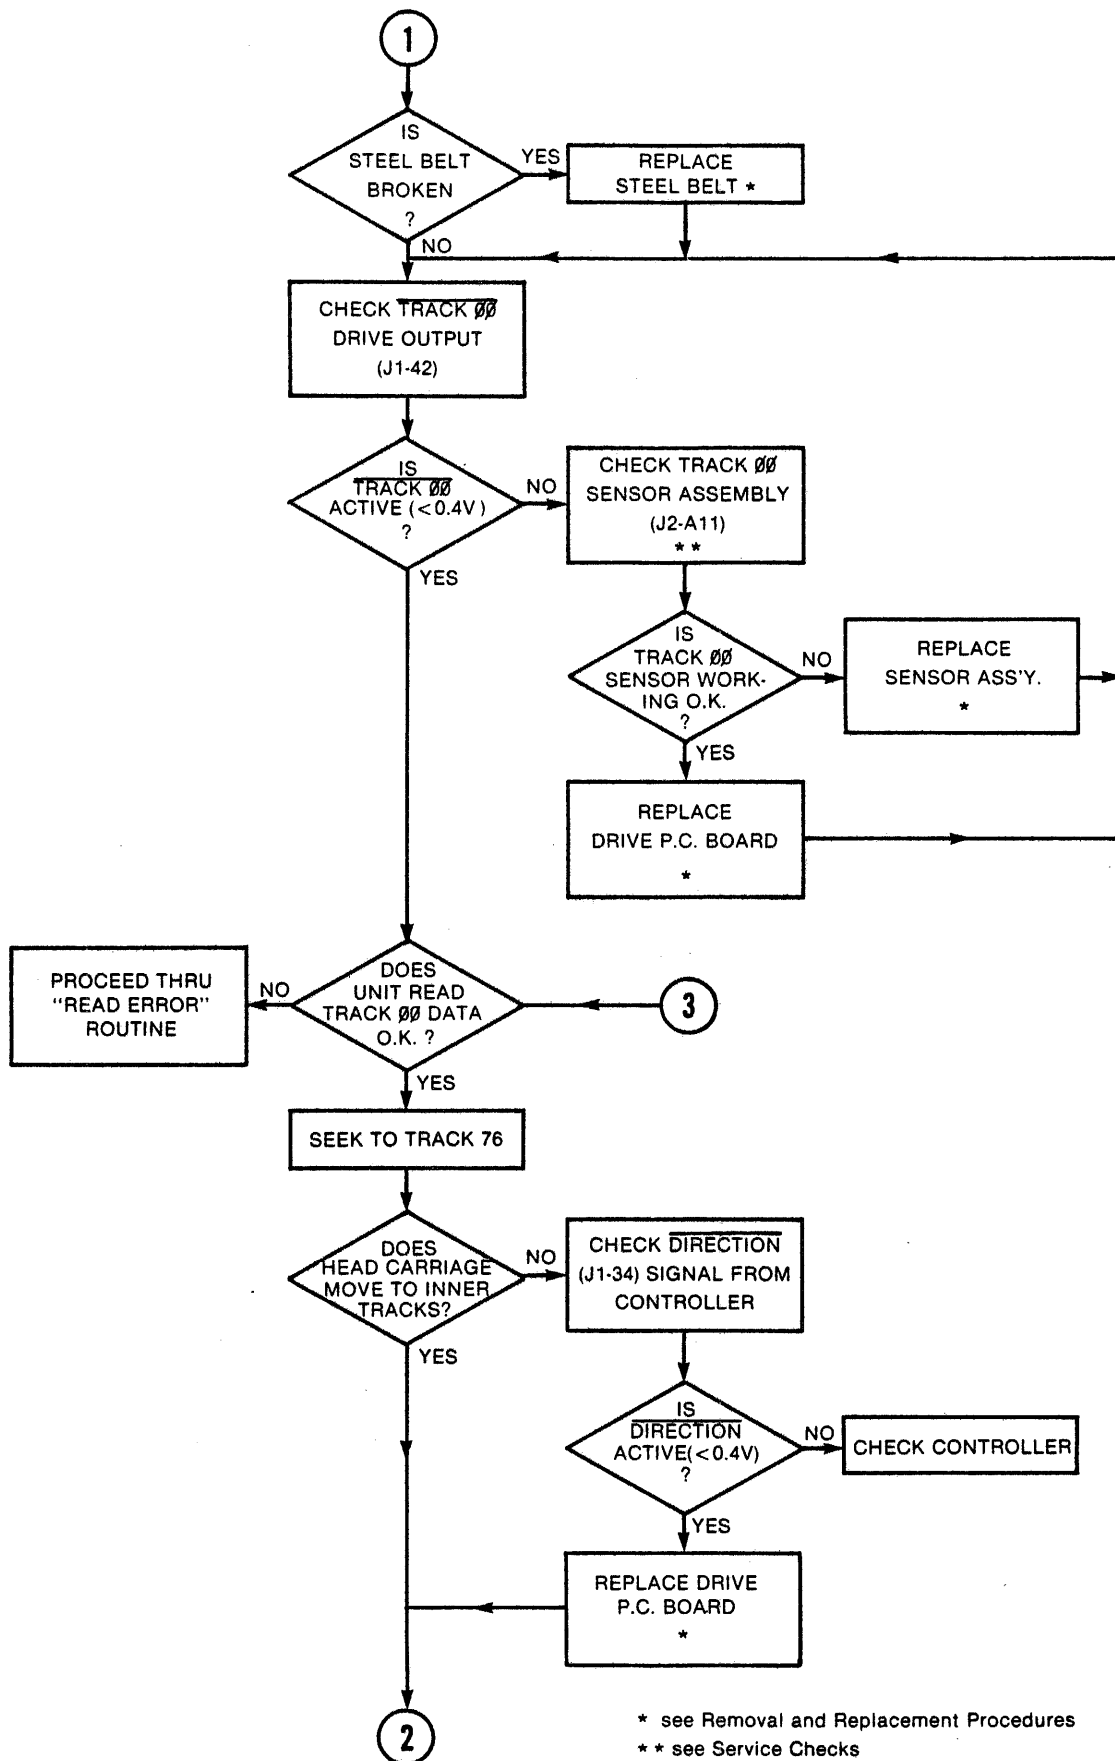 1
IS
STEEL BELT
BROKEN
?
YES
REPLACE
STEEL BELT *
NO
CHECK TRACK ØØ
DRIVE OUTPUT
(J1-42)
IS
TRACK ØØ
ACTIVE (<0.4V)
?
NO
CHECK TRACK ØØ
SENSOR ASSEMBLY
(J2-A11)
* *
YES
IS
TRACK ØØ
SENSOR WORK-
ING O.K.
?
NO
REPLACE
SENSOR ASS'Y.
*
YES
REPLACE
DRIVE P.C. BOARD
*
PROCEED THRU
"READ ERROR"
ROUTINE
NO
DOES
UNIT READ
TRACK ØØ DATA
O.K. ?
3
YES
SEEK TO TRACK 76
DOES
HEAD CARRIAGE
MOVE TO INNER
TRACKS?
NO
CHECK DIRECTION
(J1-34) SIGNAL FROM
CONTROLLER
YES
IS
DIRECTION
ACTIVE(<0.4V)
?
NO
CHECK CONTROLLER
YES
REPLACE DRIVE
P.C. BOARD
*
2
* see Removal and Replacement Procedures
* * see Service Checks